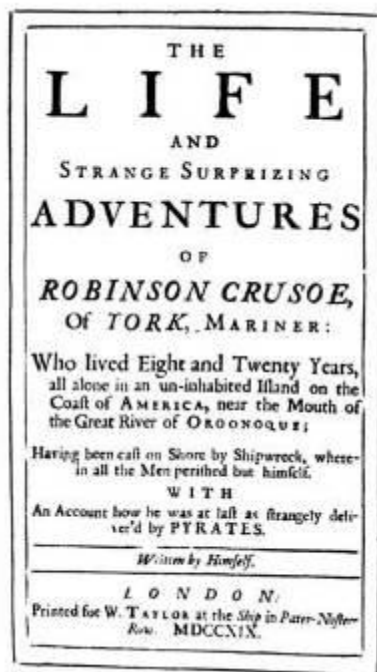 THE
LIFE
AND
STRANGE SURPRIZING
ADVENTURES
OF
ROBINSON CRUSOE,
Of YORK, MARINER:
Who lived Eight and Twenty Years,
all alone in an un-inhabited Iſland on the
Coaſt of AMERICA, near the Mouth of
the Great River of OROONOQUE;
Having been caſt on Shore by Shipwreck, where-
in all the Men periſhed but himſelf.
WITH
An Account how he was at laſt as ſtrangely deli-
ver'd by PYRATES.
Written by Himſelf.
LONDON:
Printed for W. TAYLOR at the Ship in Pater-Noſter-
Row. MDCCXIX.